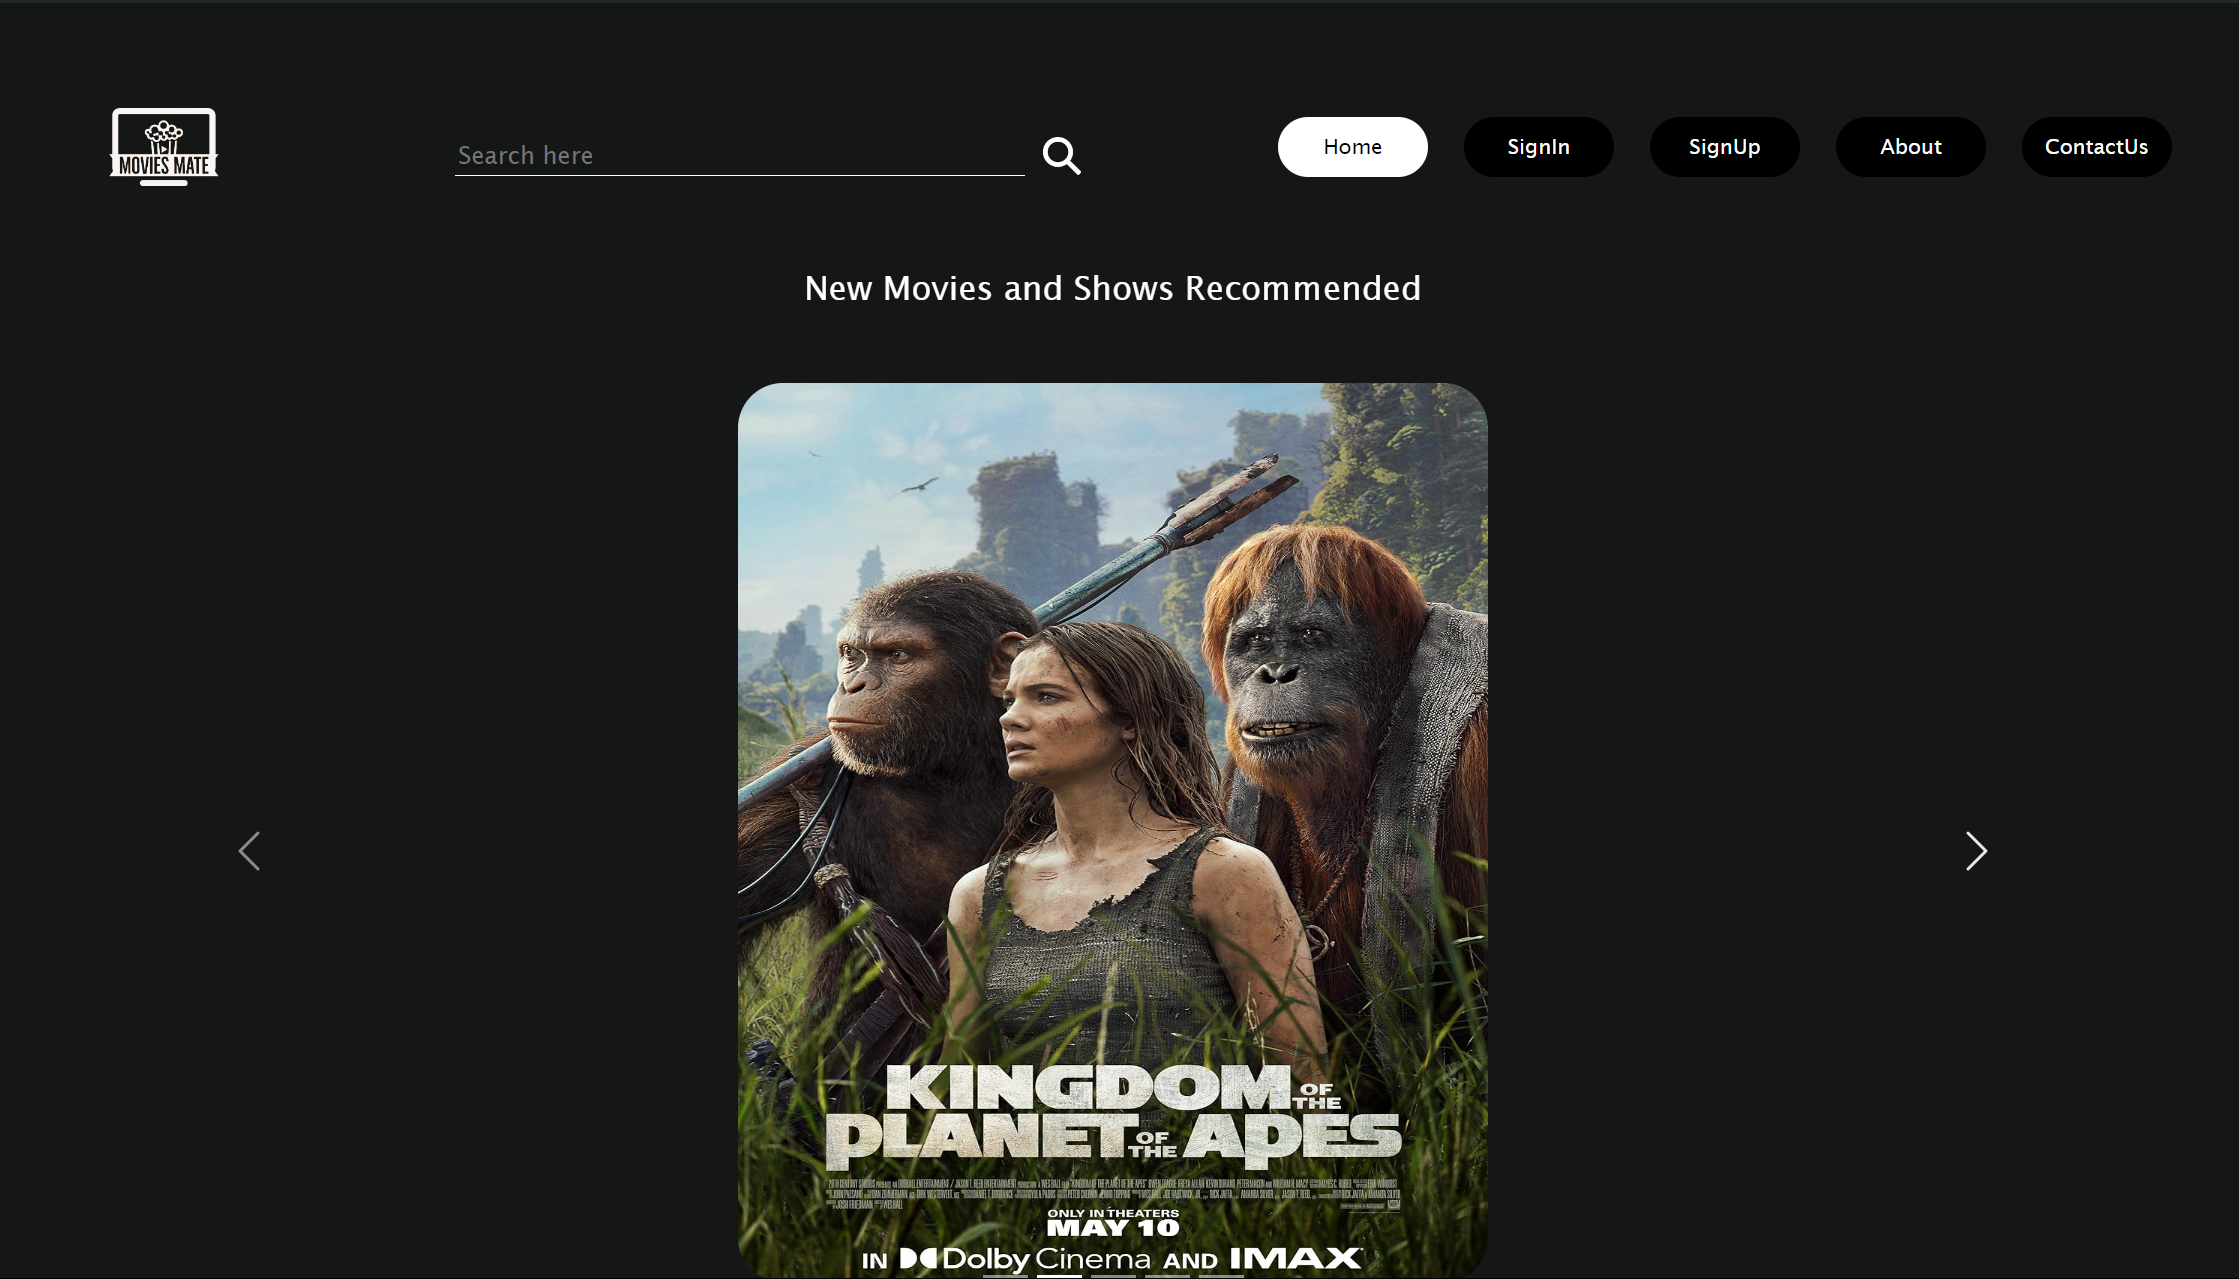 MOVIES MATE
Search here
Home
SignIn
SignUp
About
ContactUs
New Movies and Shows Recommended
KINGDOM OF THE
PLANET OF THE APES
ONLY IN THEATERS
MAY 10
IN Dolby Cinema AND IMAX